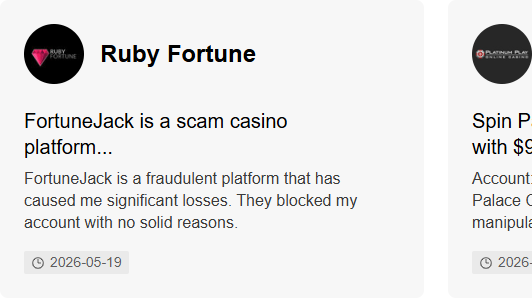 RUBY
FORTUNE
Ruby Fortune
FortuneJack is a scam casino
platform...
FortuneJack is a fraudulent platform that has
caused me significant losses. They blocked my
account with no solid reasons.
2026-05-19
PLATINUM PLAY
ONLINE CASINO
Spin P
with $9
Account:
Palace C
manipula
2026-